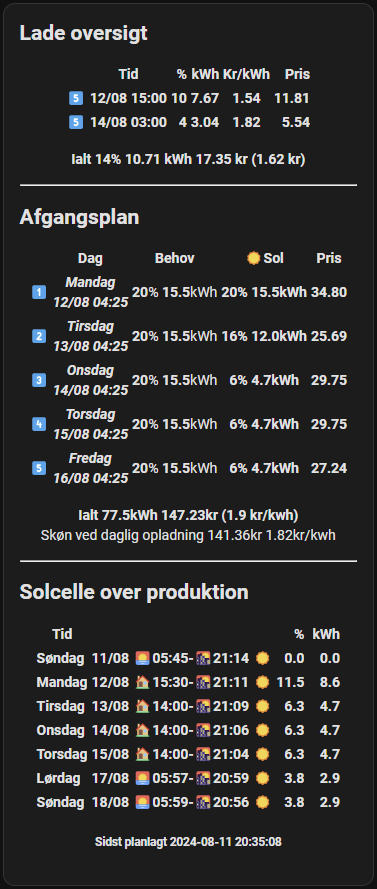 Lade oversigt
Tid % kWh Kr/kWh Pris
5 12/08 15:00 10 7.67 1.54 11.81
5 14/08 03:00 4 3.04 1.82 5.54
Ialt 14% 10.71 kWh 17.35 kr (1.62 kr)
Afgangsplan
Dag Behov Sol Pris
Mandag
1 12/08 04:25 20% 15.5kWh 20% 15.5kWh 34.80
Tirsdag
2 13/08 04:25 20% 15.5kWh 16% 12.0kWh 25.69
Onsdag
3 14/08 04:25 20% 15.5kWh 6% 4.7kWh 29.75
Torsdag
4 15/08 04:25 20% 15.5kWh 6% 4.7kWh 29.75
Fredag
5 16/08 04:25 20% 15.5kWh 6% 4.7kWh 27.24
Ialt 77.5kWh 147.23kr (1.9 kr/kwh)
Skøn ved daglig opladning 141.36kr 1.82kr/kwh
Solcelle over produktion
Tid % kWh
Søndag 11/08 05:45- 21:14 0.0 0.0
Mandag 12/08 15:30- 21:11 11.5 8.6
Tirsdag 13/08 14:00- 21:09 6.3 4.7
Onsdag 14/08 14:00- 21:06 6.3 4.7
Torsdag 15/08 14:00- 21:04 6.3 4.7
Lørdag 17/08 05:57- 20:59 3.8 2.9
Søndag 18/08 05:59- 20:56 3.8 2.9
Sidst planlagt 2024-08-11 20:35:08